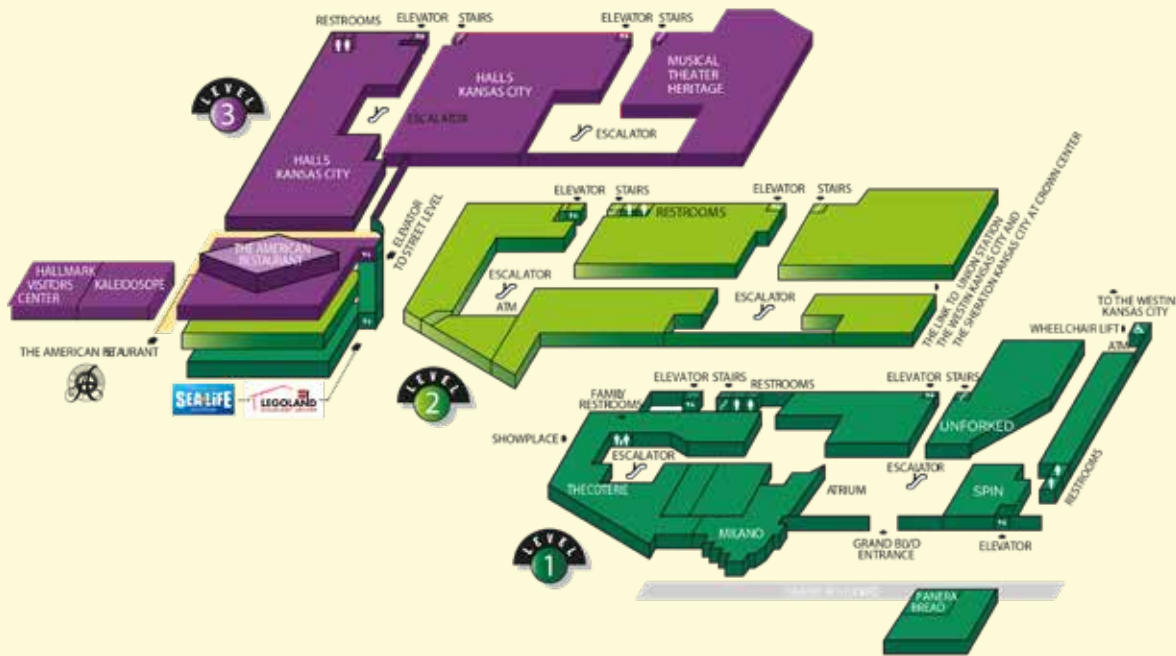 RESTROOMS
ELEVATOR STAIRS
ELEVATOR STAIRS
LEVEL
3
HALLS
KANSAS CITY
ESCALATOR
HALLS
KANSAS CITY
MUSICAL
THEATER
HERITAGE
ESCALATOR
ELEVATOR
TO STREET LEVEL
THE AMERICAN
RESTAURANT
HALLMARK
VISITORS
CENTER
KALEIDOSOPE
THE AMERICAN RETAURANT
SEA LIFE
LEGOLAND
LEVEL
2
ELEVATOR STAIRS
RESTROOMS
ELEVATOR STAIRS
ESCALATOR
ATM
ESCALATOR
THE LINK TO UNION STATION
THE WESTIN KANSAS CITY AND
THE SHERATON KANSAS CITY AT CROWN CENTER
TO THE WESTIN
KANSAS CITY
WHEELCHAIR LIFT
ATM
RESTROOMS
LEVEL
1
FAMILY
RESTROOMS
ELEVATOR STAIRS
RESTROOMS
ELEVATOR STAIRS
SHOWPLACE
ESCALATOR
THE COTERIE
MILANO
ATRIUM
UNFORKED
ESCALATOR
SPIN
GRAND BLVD
ENTRANCE
ELEVATOR
PANERA
BREAD